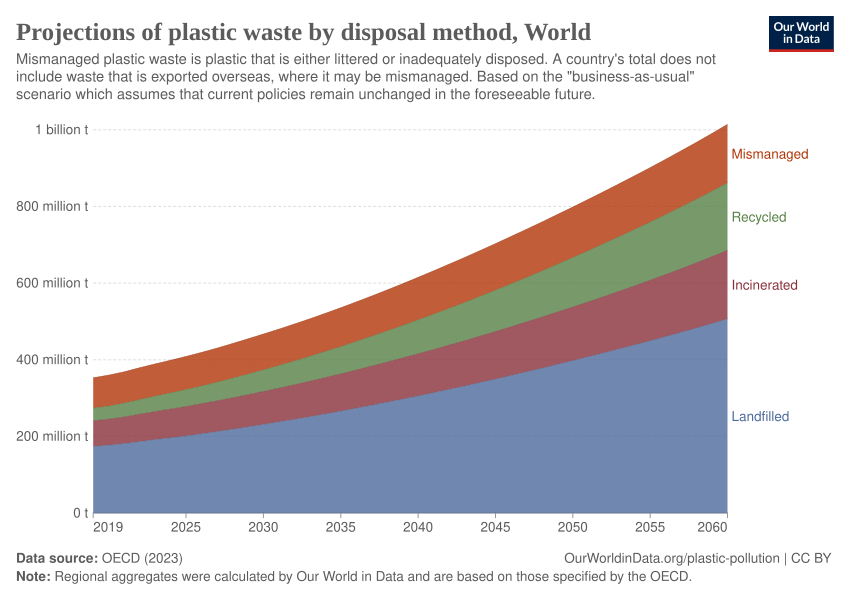 Projections of plastic waste by disposal method, World
Our World
in Data
Mismanaged plastic waste is plastic that is either littered or inadequately disposed. A country's total does not
include waste that is exported overseas, where it may be mismanaged. Based on the "business-as-usual"
scenario which assumes that current policies remain unchanged in the foreseeable future.
1 billion t
800 million t
600 million t
400 million t
200 million t
0 t
Mismanaged
Recycled
Incinerated
Landfilled
2019 2025 2030 2035 2040 2045 2050 2055 2060
Data source: OECD (2023)
OurWorldinData.org/plastic-pollution | CC BY
Note: Regional aggregates were calculated by Our World in Data and are based on those specified by the OECD.